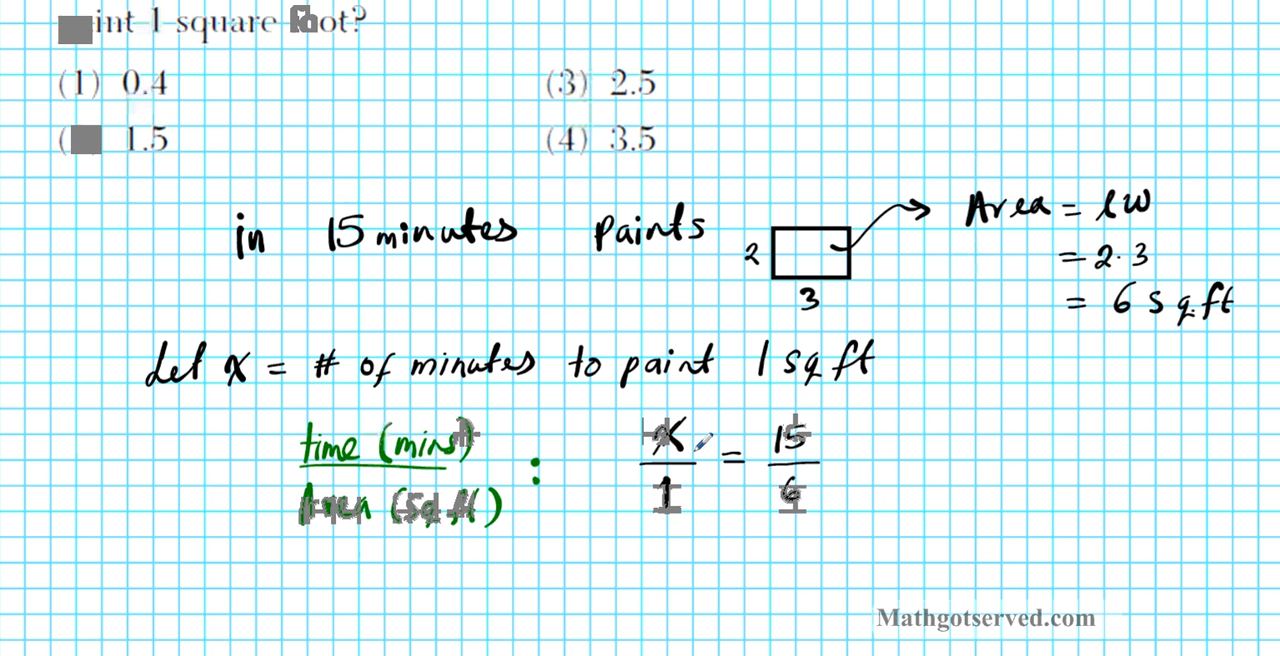 int 1 square
(1) 0.4 (3) 2.5
( 1.5 (4) 3.5
in 15 minutes paints 2 3 Area = lw
= 2·3
= 6 sq.ft
Let x = # of minutes to paint 1 sq ft
time (mins) : x = 15
Area (sq ft) 1 6
Mathgotserved.com